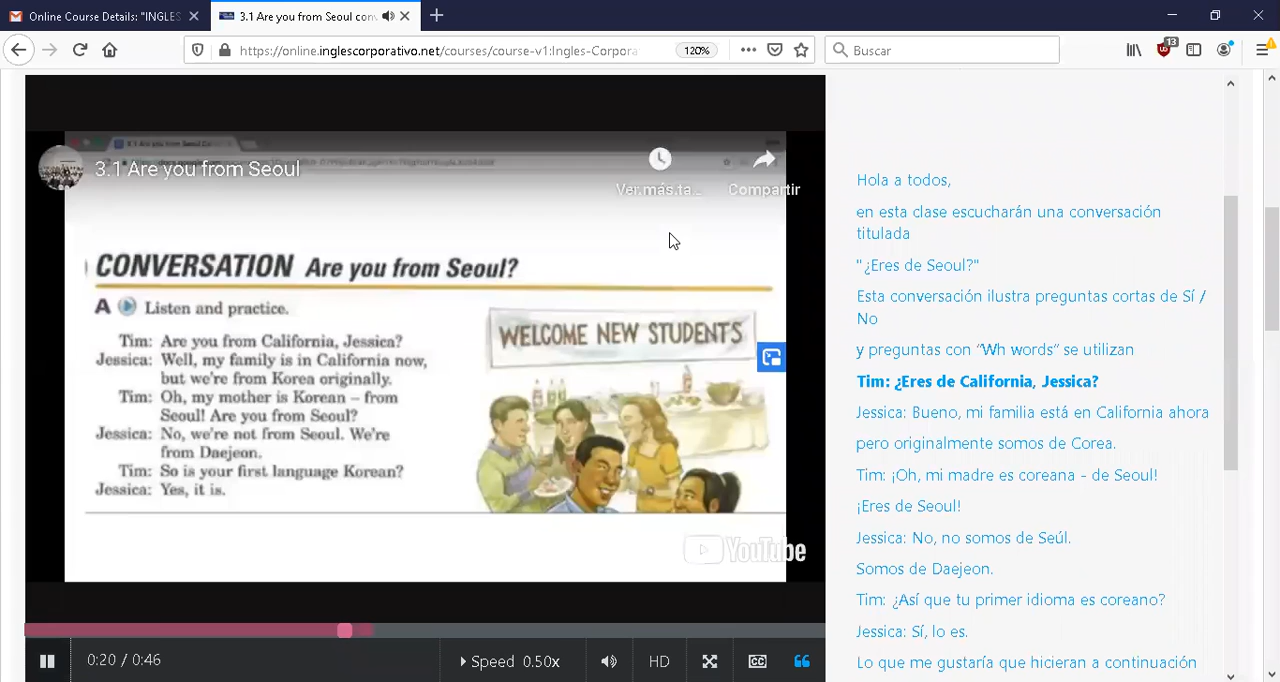 Online Course Details: "INGLES
3.1 Are you from Seoul con
https://online.inglescorporativo.net/courses/course-v1:Ingles-Corpora
120%
Buscar
13
3.1 Are you from Seoul
Ver más ta...
Compartir
CONVERSATION Are you from Seoul?
A Listen and practice.
Tim: Are you from California, Jessica?
Jessica: Well, my family is in California now,
but we're from Korea originally.
Tim: Oh, my mother is Korean – from
Seoul! Are you from Seoul?
Jessica: No, we're not from Seoul. We're
from Daejeon.
Tim: So is your first language Korean?
Jessica: Yes, it is.
WELCOME NEW STUDENTS
YouTube
0:20 / 0:46
Speed 0.50x
HD
CC
Hola a todos,
en esta clase escucharán una conversación
titulada
"¿Eres de Seoul?"
Esta conversación ilustra preguntas cortas de Sí /
No
y preguntas con "Wh words" se utilizan
Tim: ¿Eres de California, Jessica?
Jessica: Bueno, mi familia está en California ahora
pero originalmente somos de Corea.
Tim: ¡Oh, mi madre es coreana - de Seoul!
¡Eres de Seoul!
Jessica: No, no somos de Seúl.
Somos de Daejeon.
Tim: ¿Así que tu primer idioma es coreano?
Jessica: Sí, lo es.
Lo que me gustaría que hicieran a continuación